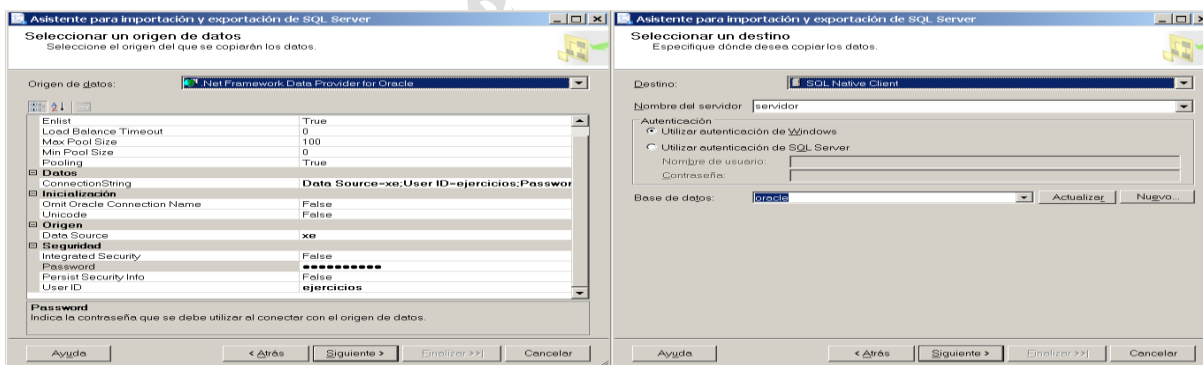 Asistente para importación y exportación de SQL Server
Seleccionar un origen de datos
Seleccione el origen del que se copiarán los datos.
Origen de datos: .Net Framework Data Provider for Oracle
Enlist True
Load Balance Timeout 0
Max Pool Size 100
Min Pool Size 0
Pooling True
Datos
ConnectionString Data Source=xe;User ID=ejercicios;Passwor
Inicialización
Omit Oracle Connection Name False
Unicode False
Origen
Data Source xe
Seguridad
Integrated Security False
Password ●●●●●●●●●●
Persist Security Info False
User ID ejercicios
Password
Indica la contraseña que se debe utilizar al conectar con el origen de datos.
Ayuda < Atrás Siguiente > Finalizar >>| Cancelar
Asistente para importación y exportación de SQL Server
Seleccionar un destino
Especifique dónde desea copiar los datos.
Destino: SQL Native Client
Nombre del servidor servidor
Autenticación
Utilizar autenticación de Windows
Utilizar autenticación de SQL Server
Nombre de usuario:
Contraseña:
Base de datos: oracle Actualizar Nuevo...
Ayuda < Atrás Siguiente > Finalizar >>| Cancelar